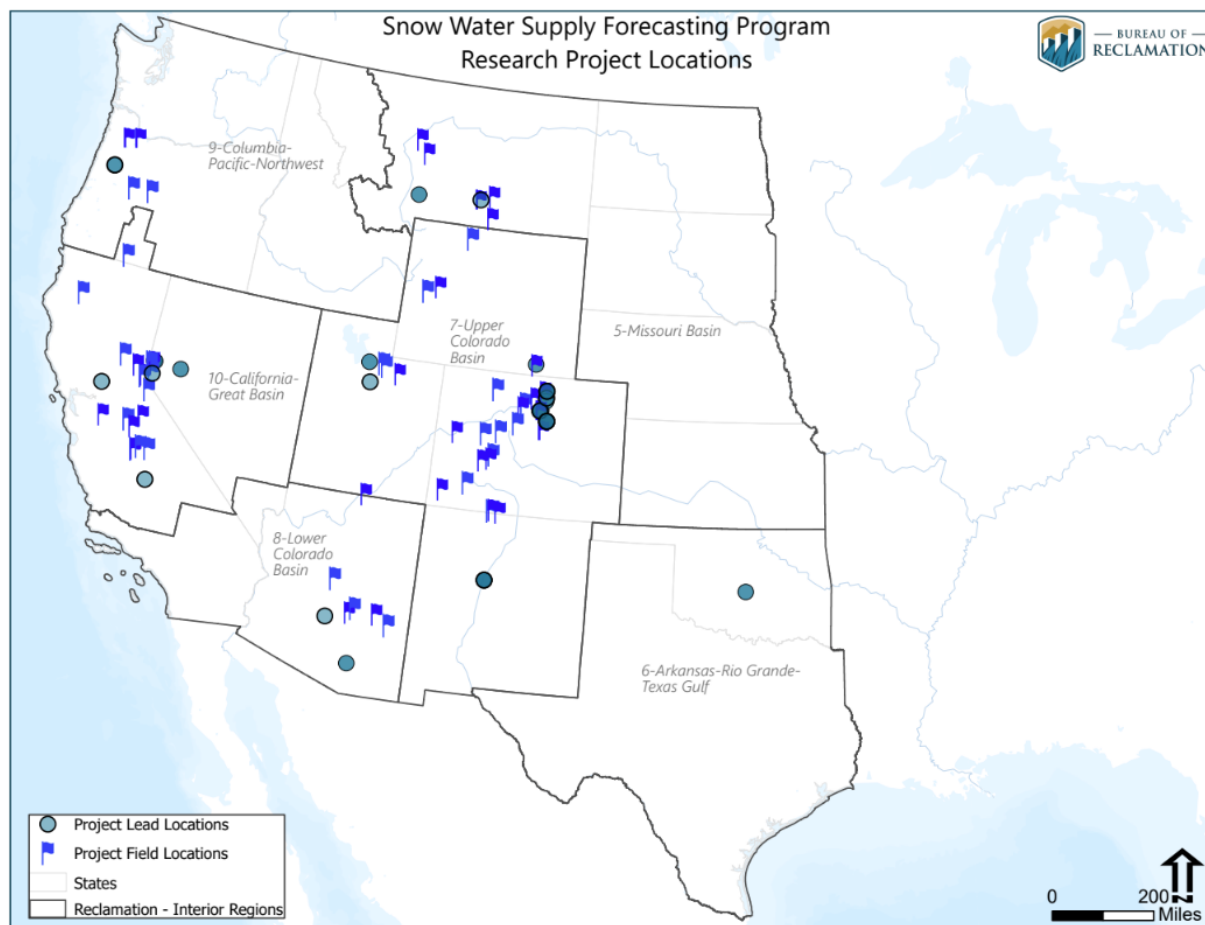 Snow Water Supply Forecasting Program
Research Project Locations
BUREAU OF
RECLAMATION
9-Columbia-
Pacific-Northwest
7-Upper
Colorado
Basin
5-Missouri Basin
10-California-
Great Basin
8-Lower
Colorado
Basin
6-Arkansas-Rio Grande-
Texas Gulf
Project Lead Locations
Project Field Locations
States
Reclamation - Interior Regions
0 200
Miles